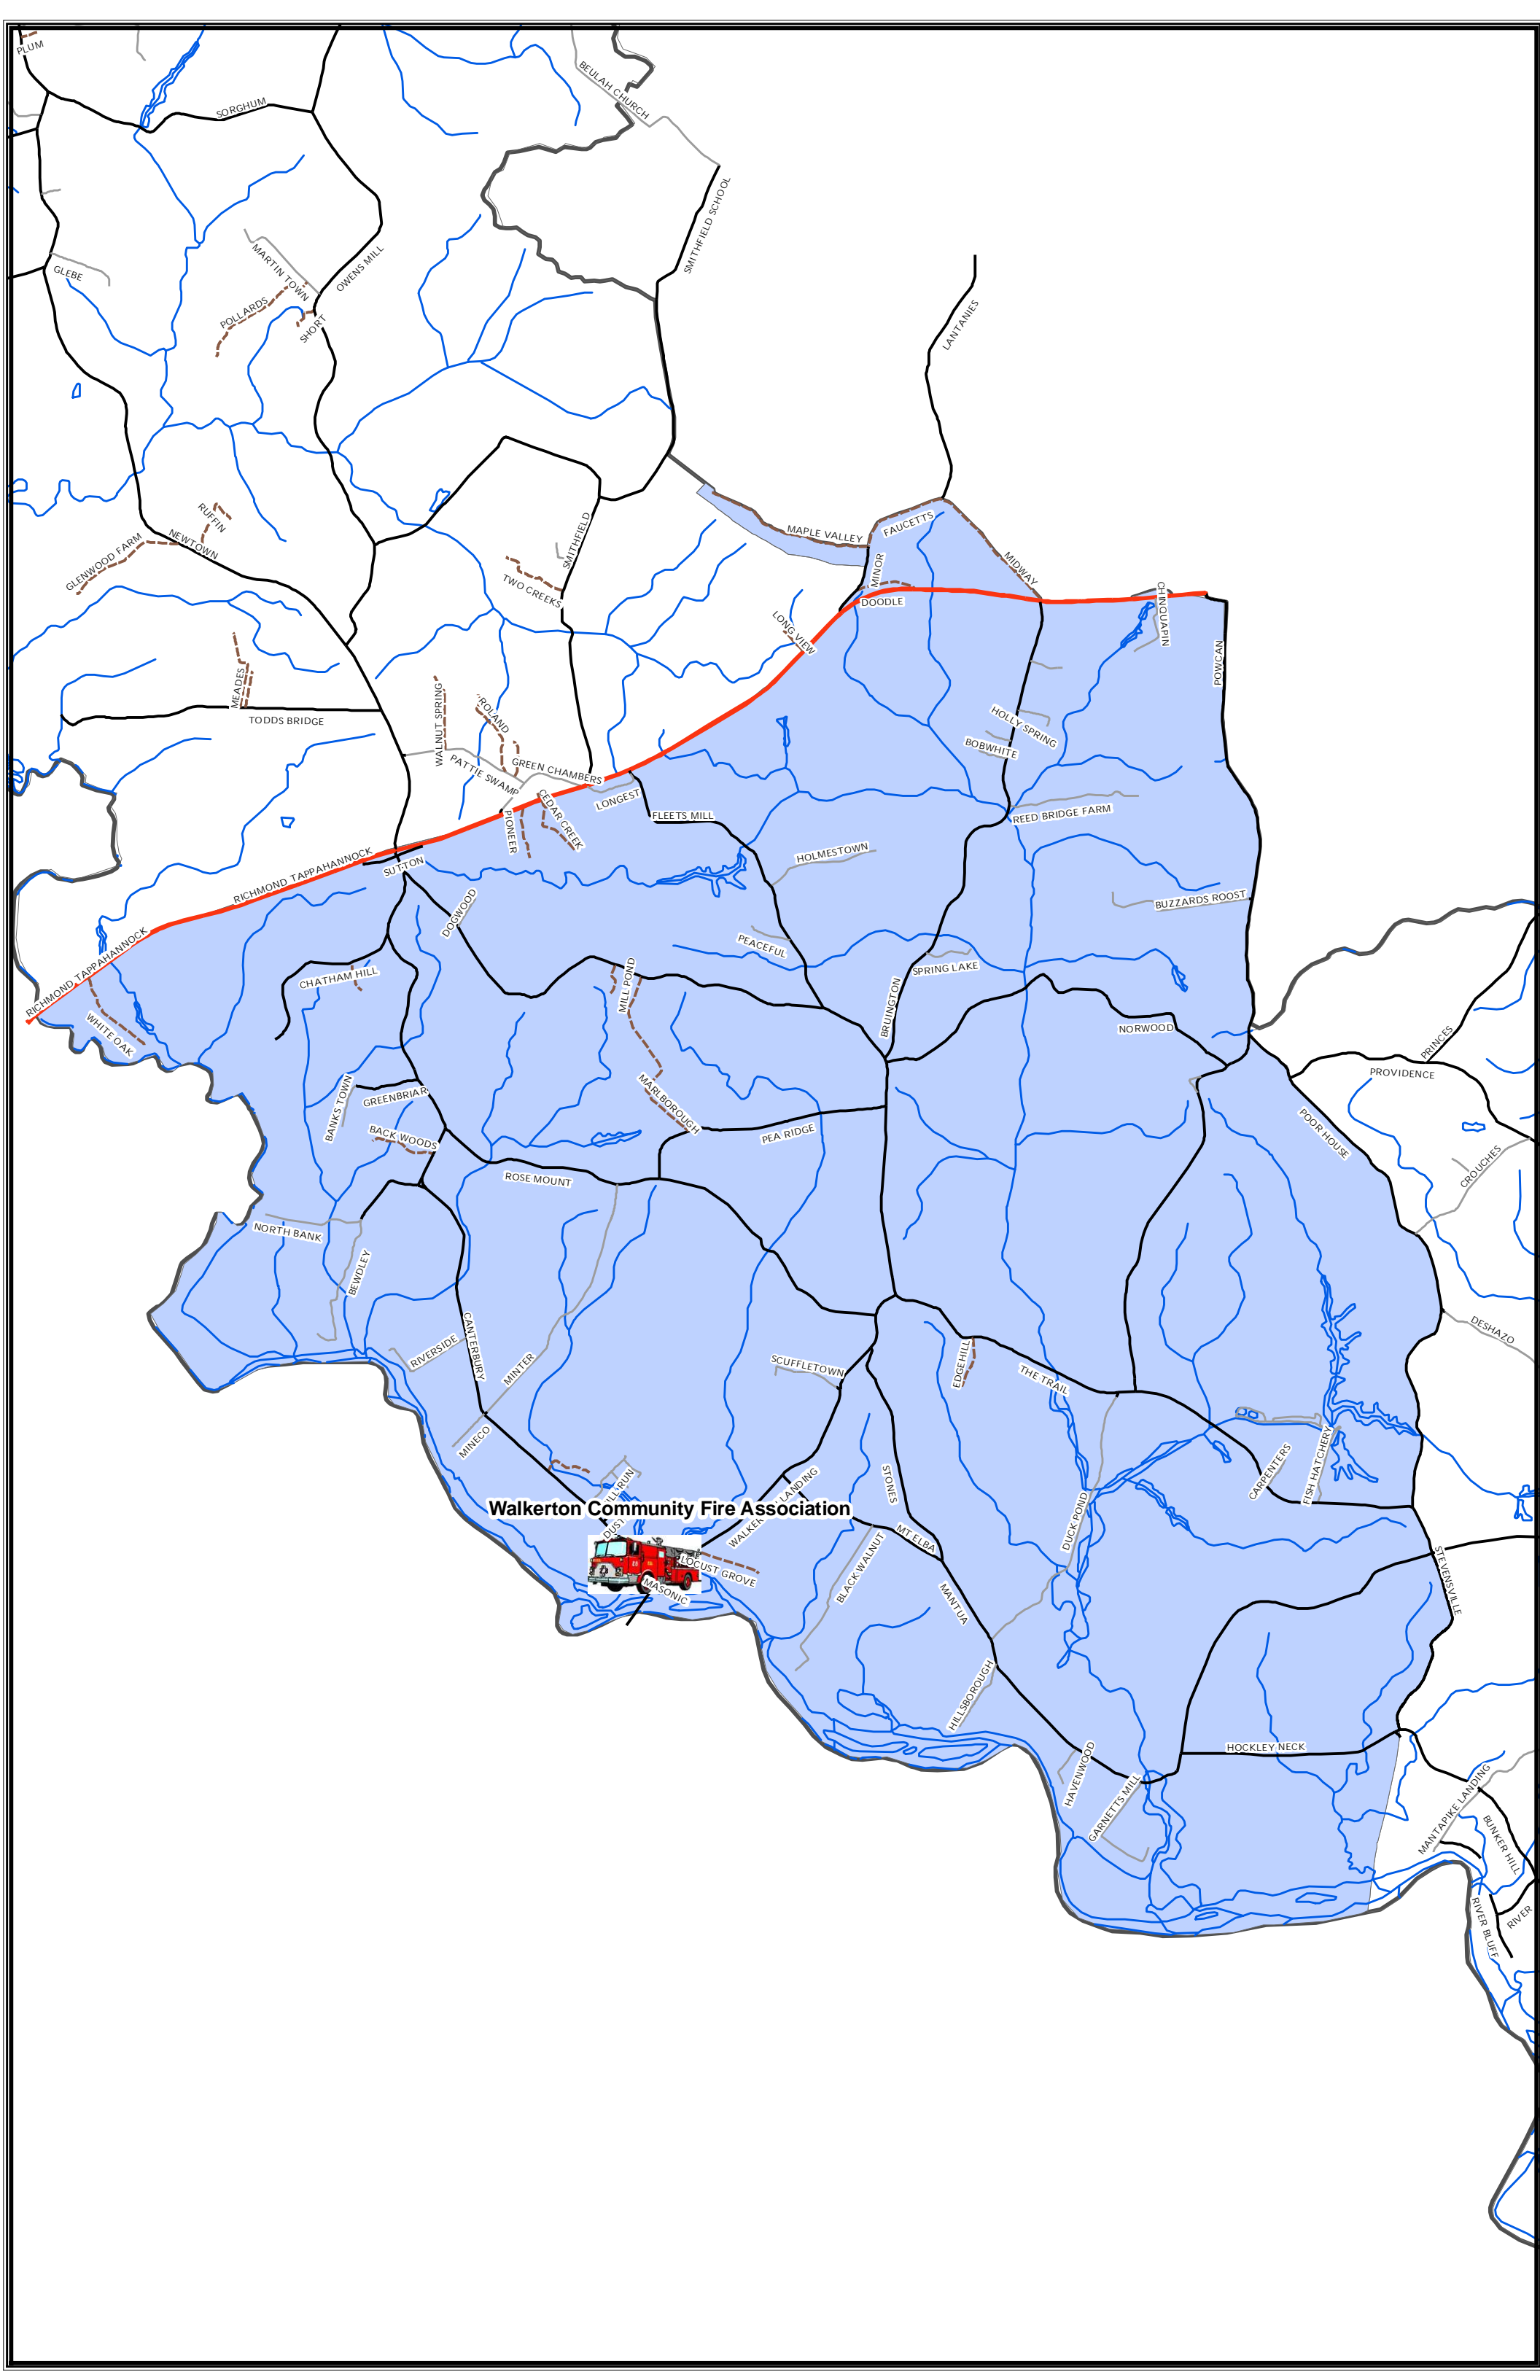 PLUM
BEULAH CHURCH
SORGHUM
SMITHFIELD SCHOOL
MARTIN TOWN
OWENS MILL
GLEBE
POLLARDS
SHORT
LANTANIES
RUFFIN
NEWTOWN
GLENWOOD FARM
SMITHFIELD
TWO CREEKS
MAPLE VALLEY
FAUCETTS
MINOR
MIDWAY
DOODLE
CHINQUAPIN
LONG VIEW
POWCAN
MEADES
TODDS BRIDGE
WALNUT SPRING
ROLAND
PATTIE SWAMP
GREEN CHAMBERS
HOLLY SPRING
BOBWHITE
LONGEST
CEDAR CREEK
PIONEER
FLEETS MILL
REED BRIDGE FARM
SUTTON
HOLMESTOWN
RICHMOND TAPPAHANNOCK
BUZZARDS ROOST
DOGWOOD
RICHMOND TAPPAHANNOCK
PEACEFUL
CHATHAM HILL
MILL POND
SPRING LAKE
BRUINGTON
WHITE OAK
NORWOOD
PRINCES
PROVIDENCE
GREENBRIAR
BANKS TOWN
MARLBOROUGH
BACK WOODS
PEA RIDGE
POOR HOUSE
CROUCHES
ROSE MOUNT
NORTH BANK
BEWDLEY
DESHAZO
RIVERSIDE
CANTERBURY
MINTER
SCUFFLETOWN
EDGEHILL
THE TRAIL
MINECO
STONES
CARPENTERS
FISH HATCHERY
DUCK POND
Walkerton Community Fire Association
LANDING
MT ELBA
BLACK WALNUT
LOCUST GROVE
MASONIC
MANTUA
STEVENSVILLE
HILLSBOROUGH
HAVENWOOD
HOCKLEY NECK
GARNETTS MILL
MANTAPIKE LANDING
BUNKER HILL
RIVER BLUFF
RIVER